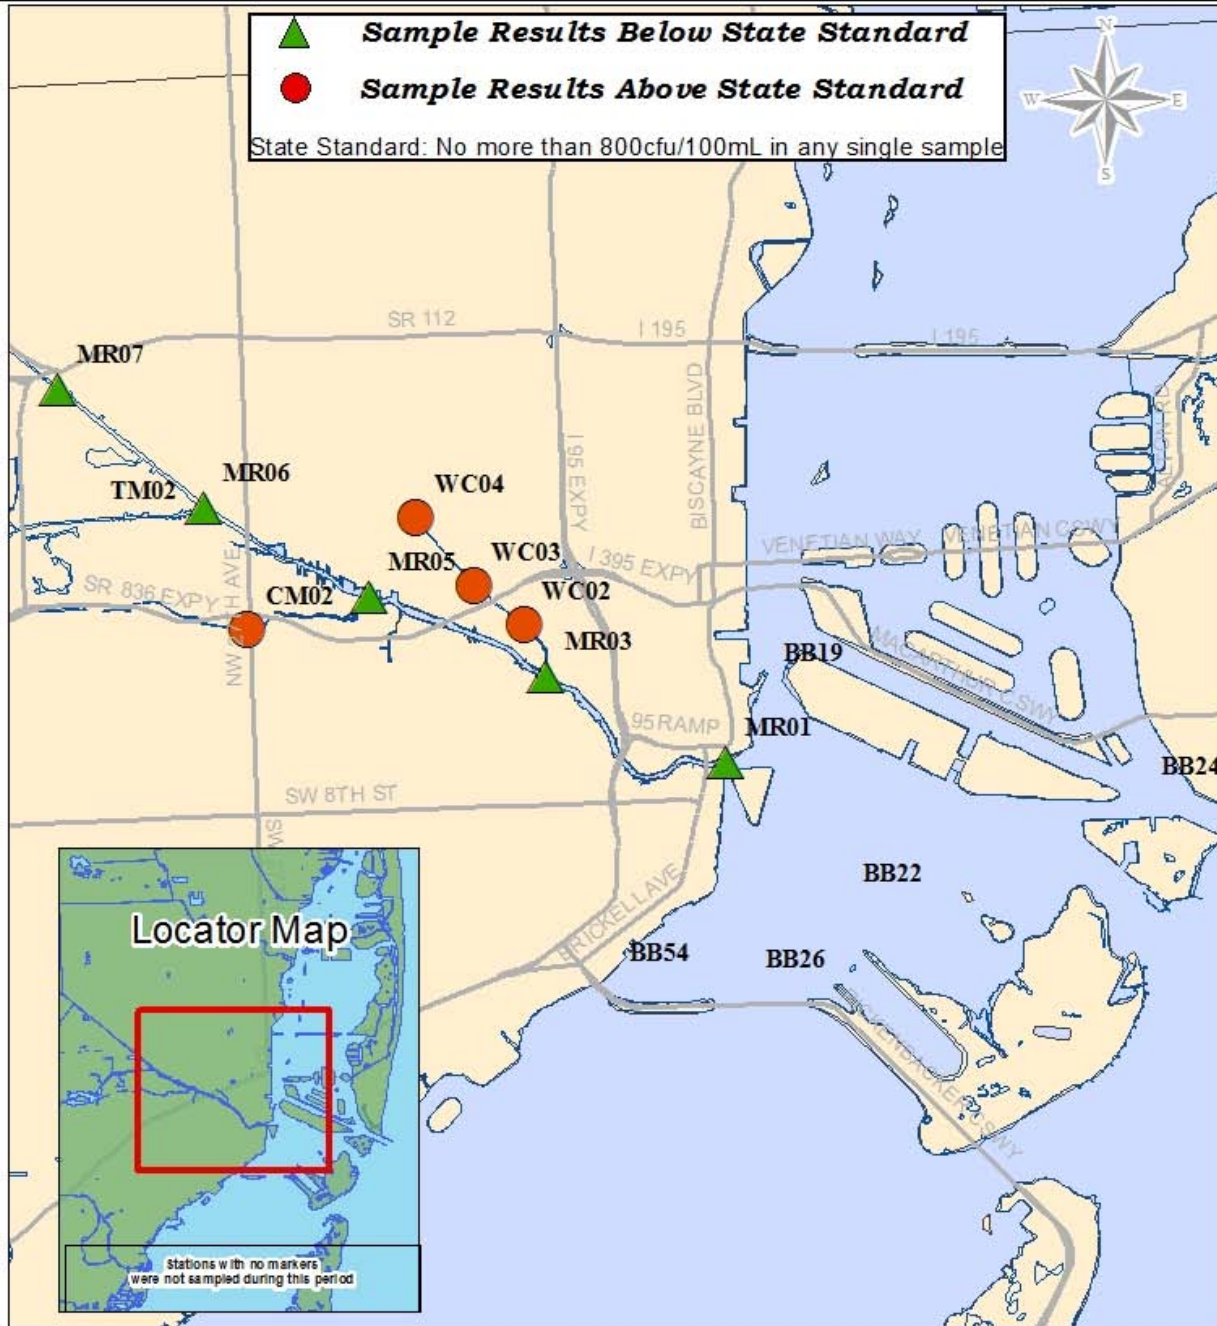 Sample Results Below State Standard
Sample Results Above State Standard
State Standard: No more than 800cfu/100mL in any single sample
N
W
E
S
SR 112
I 195
I 195
MR07
BISCAYNE BLVD
ALTON RD
I 95 EXPY
MR06
WC04
TM02
MR05
WC03
I 395 EXPY
VENETIAN WAY
VENETIAN CSWY
SR 836 EXPY
CM02
WC02
NW 27TH AVE
MR03
BB19
MACARTHUR CSWY
95 RAMP
MR01
BB24
SW 8TH ST
SW
BB22
BRICKELL AVE
BB54
BB26
RICKENBACKER CSWY
Locator Map
Stations with no markers
were not sampled during this period